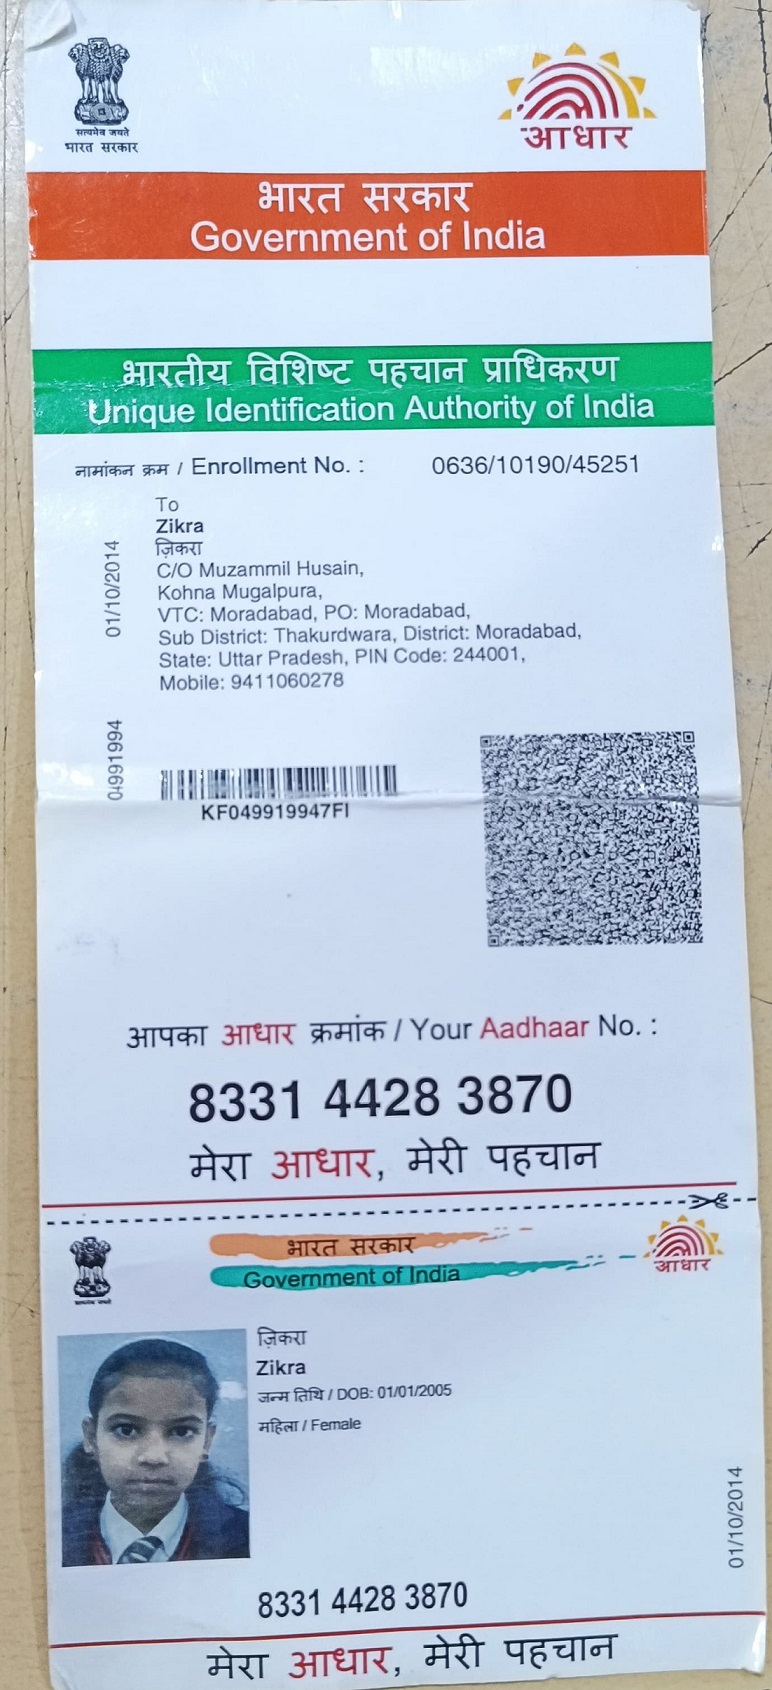 सत्यमेव जयते
भारत सरकार
आधार
भारत सरकार
Government of India
भारतीय विशिष्ट पहचान प्राधिकरण
Unique Identification Authority of India
नामांकन क्रम / Enrollment No. : 0636/10190/45251
To
Zikra
ज़िकरा
C/O Muzammil Husain,
Kohna Mugalpura,
VTC: Moradabad, PO: Moradabad,
Sub District: Thakurdwara, District: Moradabad,
State: Uttar Pradesh, PIN Code: 244001,
Mobile: 9411060278
01/10/2014
04991994
KF049919947FI
आपका आधार क्रमांक / Your Aadhaar No. :
8331 4428 3870
मेरा आधार, मेरी पहचान
भारत सरकार
Government of India
आधार
ज़िकरा
Zikra
जन्म तिथि / DOB: 01/01/2005
महिला / Female
01/10/2014
8331 4428 3870
मेरा आधार, मेरी पहचान